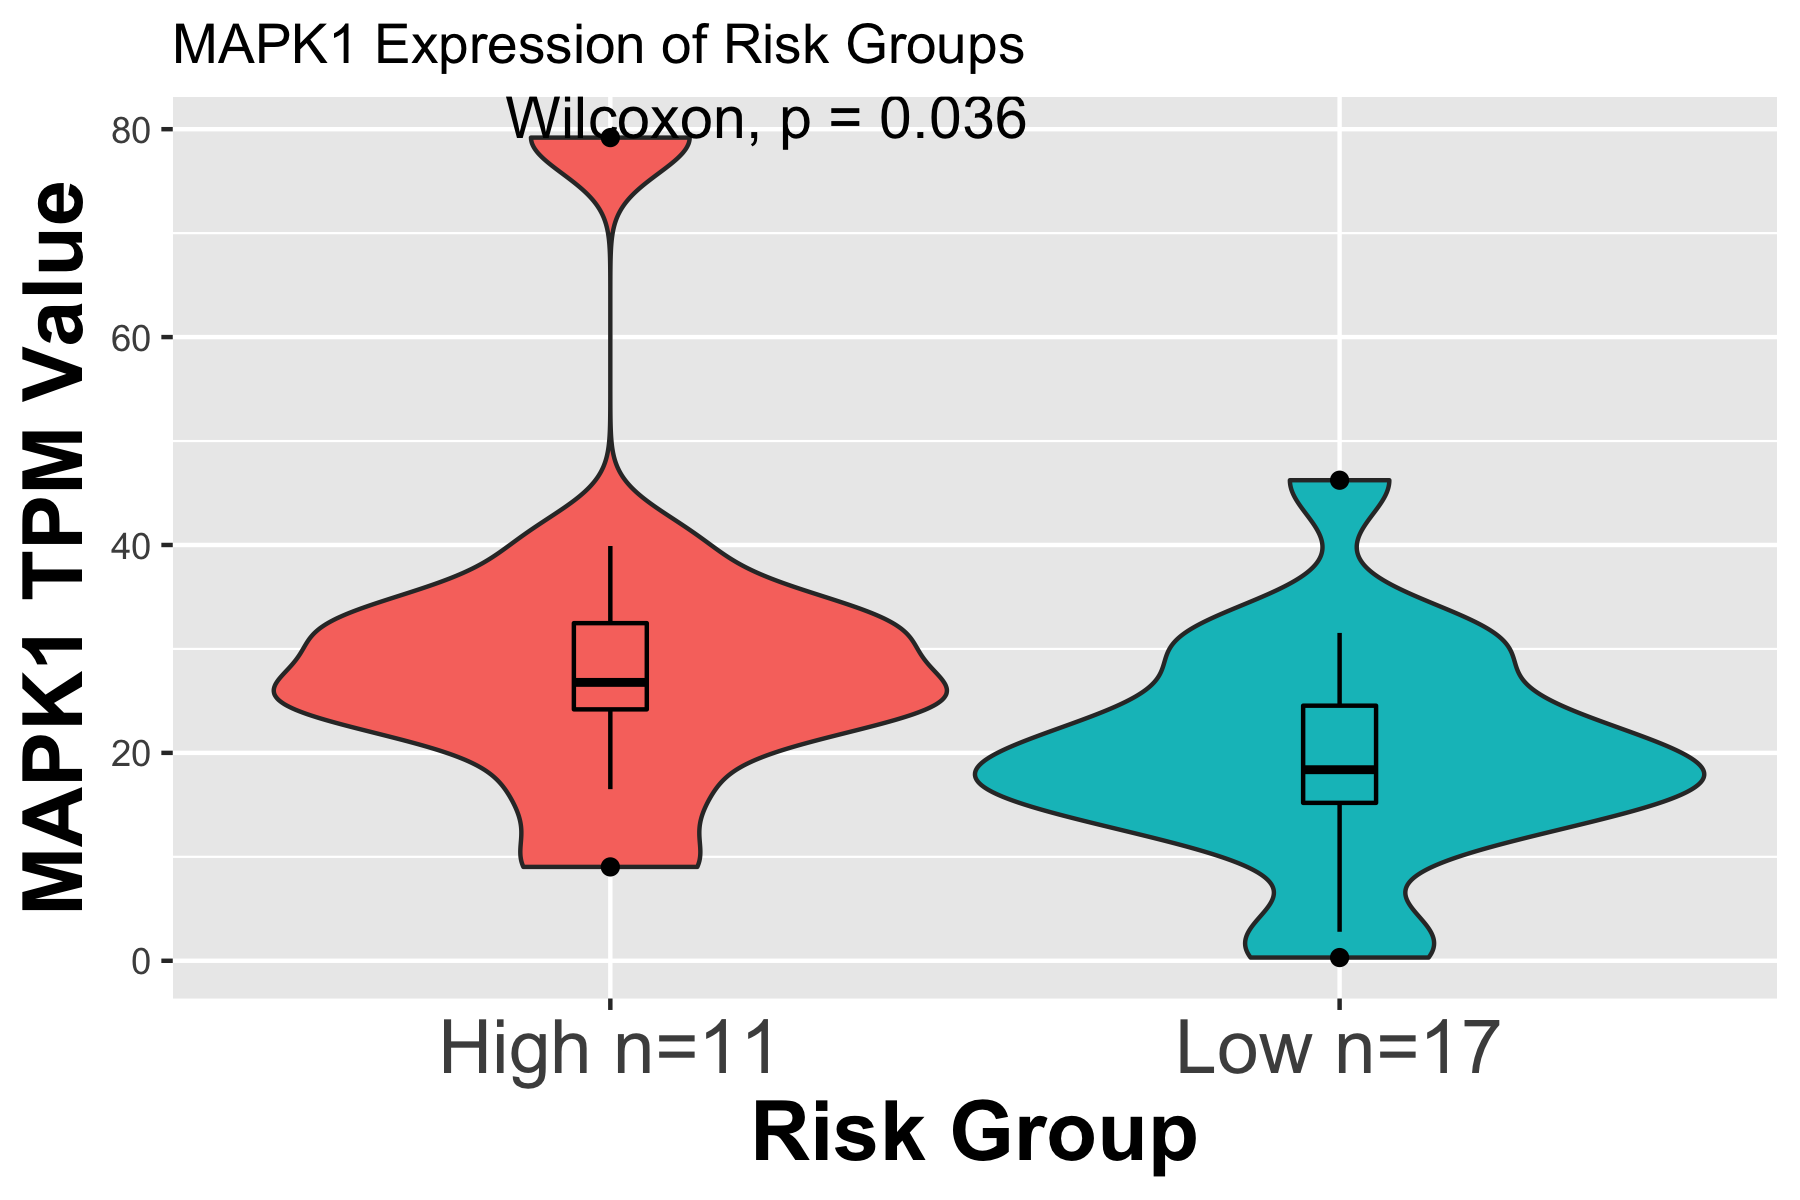 MAPK1 Expression of Risk Groups
Wilcoxon, p = 0.036
MAPK1 TPM Value
80
60
40
20
0
High n=11
Low n=17
Risk Group